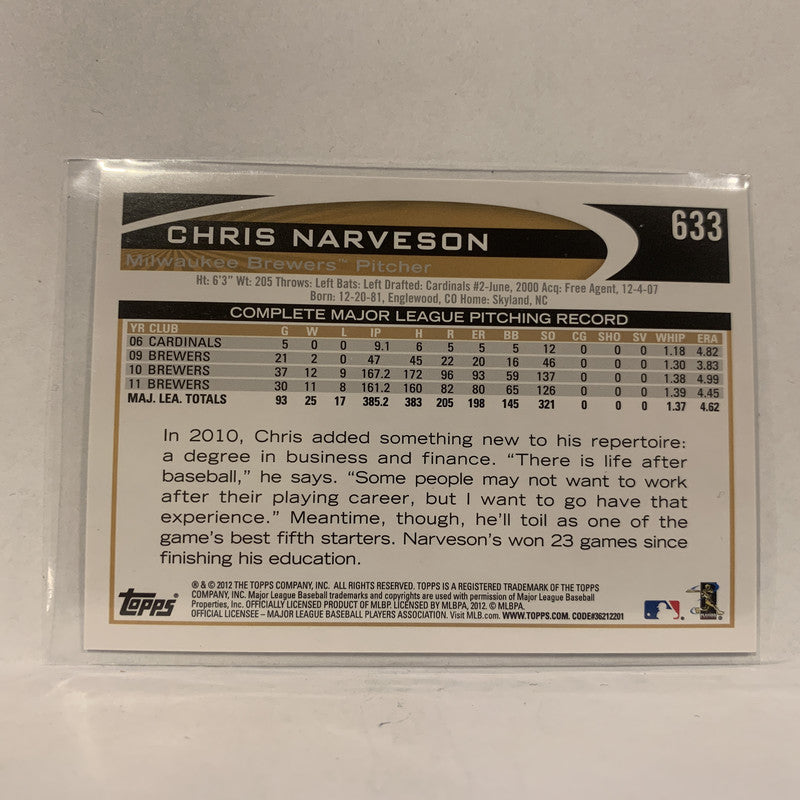 CHRIS NARVESON
633
Milwaukee Brewers™ Pitcher
Ht: 6'3" Wt: 205 Throws: Left Bats: Left Drafted: Cardinals #2-June, 2000 Acq: Free Agent, 12-4-07
Born: 12-20-81, Englewood, CO Home: Skyland, NC
COMPLETE MAJOR LEAGUE PITCHING RECORD
YR CLUB G W L IP H R ER BB SO CG SHO SV WHIP ERA
06 CARDINALS 5 0 0 9.1 6 5 5 5 12 0 0 0 1.18 4.82
09 BREWERS 21 2 0 47 45 22 20 16 46 0 0 0 1.30 3.83
10 BREWERS 37 12 9 167.2 172 96 93 59 137 0 0 0 1.38 4.99
11 BREWERS 30 11 8 161.2 160 82 80 65 126 0 0 0 1.39 4.45
MAJ. LEA. TOTALS 93 25 17 385.2 383 205 198 145 321 0 0 0 1.37 4.62
In 2010, Chris added something new to his repertoire:
a degree in business and finance. “There is life after
baseball,” he says. “Some people may not want to work
after their playing career, but I want to go have that
experience.” Meantime, though, he’ll toil as one of the
game’s best fifth starters. Narveson’s won 23 games since
finishing his education.
Topps®
® & © 2012 THE TOPPS COMPANY, INC. ALL RIGHTS RESERVED. TOPPS IS A REGISTERED TRADEMARK OF THE TOPPS
COMPANY, INC. Major League Baseball trademarks and copyrights are used with permission of Major League Baseball
Properties, Inc. OFFICIALLY LICENSED PRODUCT OF MLBP. LICENSED BY MLBPA, 2012. © MLBPA.
OFFICIAL LICENSEE – MAJOR LEAGUE BASEBALL PLAYERS ASSOCIATION. Visit MLB.com. WWW.TOPPS.COM. CODE#36212201